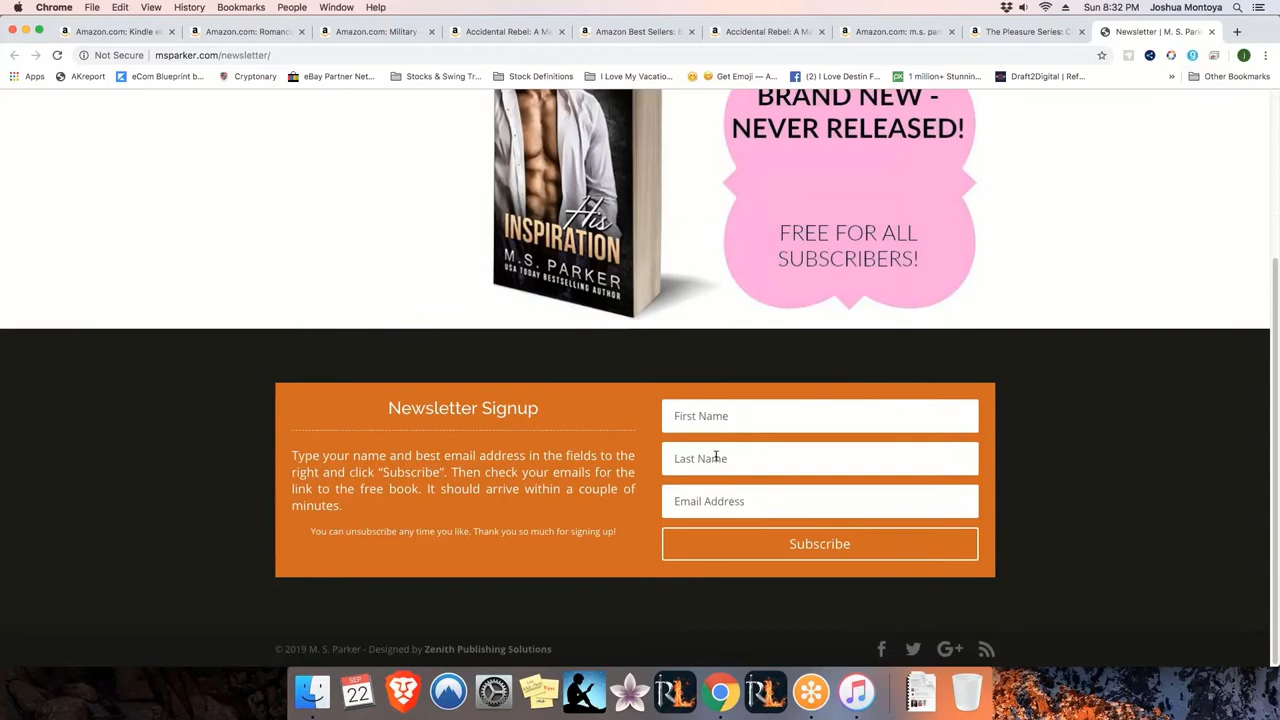 Chrome File Edit View History Bookmarks People Window Help Sun 8:32 PM Joshua Montoya
Amazon.com: Kindle e Amazon.com: Romanc Amazon.com: Military Accidental Rebel: A Ma Amazon Best Sellers: B Accidental Rebel: A Ma Amazon.com: m.s. park The Pleasure Series: C Newsletter | M. S. Park
Not Secure msparker.com/newsletter/
Apps AKreport eCom Blueprint b... Cryptonary eBay Partner Net... Stocks & Swing Tr... Stock Definitions I Love My Vacatio... Get Emoji — A... (2) I Love Destin F... 1 million+ Stunnin... Draft2Digital | Ref... » Other Bookmarks
BRAND NEW -
NEVER RELEASED!
FREE FOR ALL
SUBSCRIBERS!
His
INSPIRATION
M.S. PARKER
USA TODAY BESTSELLING AUTHOR
Newsletter Signup
Type your name and best email address in the fields to the
right and click “Subscribe”. Then check your emails for the
link to the free book. It should arrive within a couple of
minutes.
You can unsubscribe any time you like. Thank you so much for signing up!
First Name
Last Name
Email Address
Subscribe
© 2019 M. S. Parker - Designed by Zenith Publishing Solutions
SEP
22
RL
RL